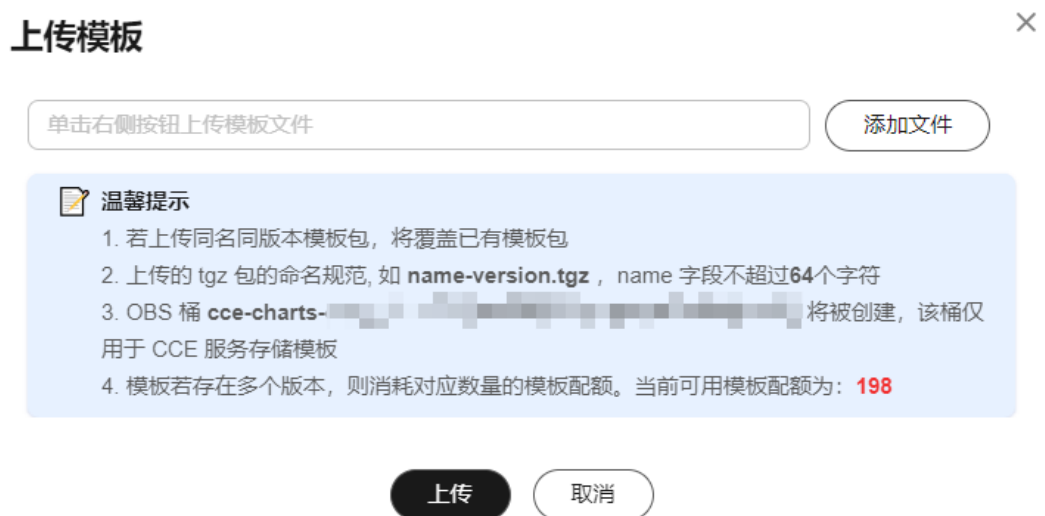 上传模板
单击右侧按钮上传模板文件
添加文件
温馨提示
1. 若上传同名同版本模板包，将覆盖已有模板包
2. 上传的 tgz 包的命名规范, 如 name-version.tgz ，name 字段不超过64个字符
3. OBS 桶 cce-charts- 将被创建，该桶仅
用于 CCE 服务存储模板
4. 模板若存在多个版本，则消耗对应数量的模板配额。当前可用模板配额为：198
上传
取消